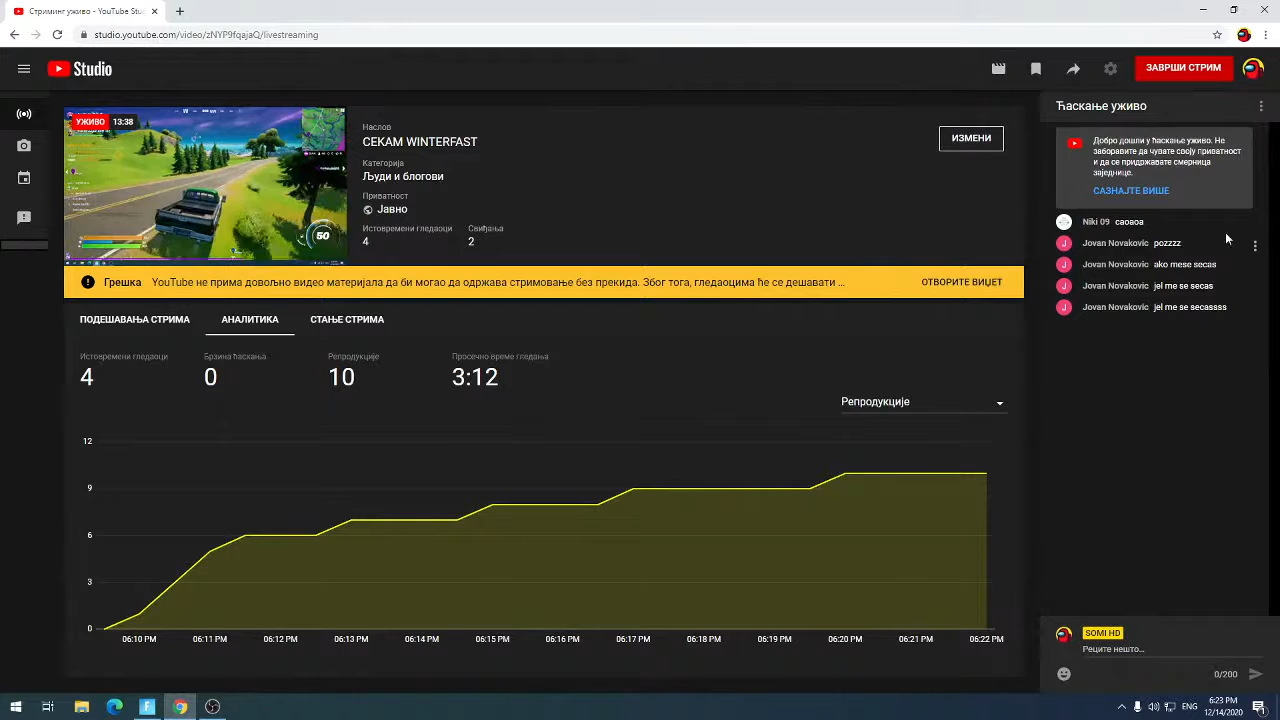 Стриминг - YouTube Stu
studio.youtube.com/video/zNYP9fqajaQ/livestreaming
Studio
ЗАВРШИ СТРИМ
УЖИВО 13:38
50
Наслов
CEKAM WINTERFAST
Категорија
Људи и блогови
Приватност
Јавно
Истовремени гледаоци
4
Свиђања
2
ИЗМЕНИ
Грешка YouTube не прима довољно видео материјала да би могао да одржава стримовање без прекида. Због тога, гледаоцима ће се дешавати ...
ОТВОРИТЕ ВИЏЕТ
ПОДЕШАВАЊА СТРИМА
АНАЛИТИКА
СТАЊЕ СТРИМА
Истовремени гледаоци
4
Брзина ћаскања
0
Репродукције
10
Просечно време гледања
3:12
Репродукције
12
9
6
3
0
06:10 PM 06:11 PM 06:12 PM 06:13 PM 06:14 PM 06:15 PM 06:16 PM 06:17 PM 06:18 PM 06:19 PM 06:20 PM 06:21 PM 06:22 PM
Ћаскање уживо
Добро дошли у ћаскање уживо. Не
заборавите да чувате своју приватност
и да се придржавате смерница
заједнице.
САЗНАЈТЕ ВИШЕ
Niki 09 саоаоа
Jovan Novakovic pozzzz
Jovan Novakovic ako mese secas
Jovan Novakovic jel me se secas
Jovan Novakovic jel me se secassss
SOMI HD
Реците нешто...
0/200
ENG
6:23 PM
12/14/2020